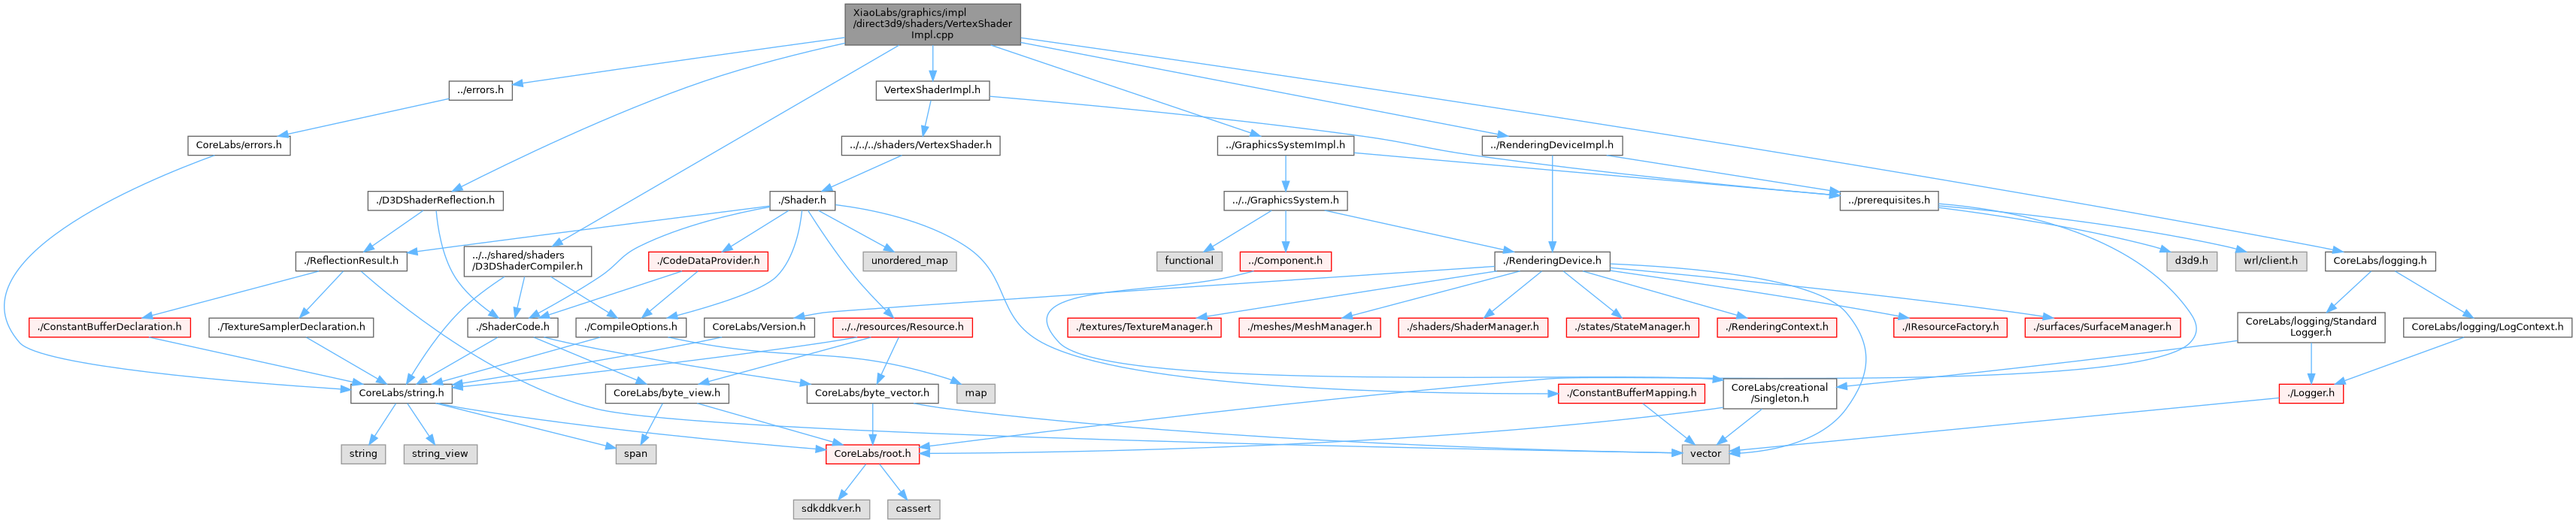 XiaoLabs/graphics/impl
/direct3d9/shaders/VertexShader
Impl.cpp
../errors.h
VertexShaderImpl.h
CoreLabs/errors.h
../../../shaders/VertexShader.h
../GraphicsSystemImpl.h
../RenderingDeviceImpl.h
./D3DShaderReflection.h
./Shader.h
../../GraphicsSystem.h
../prerequisites.h
./ReflectionResult.h
../../shared/shaders
/D3DShaderCompiler.h
./CodeDataProvider.h
unordered_map
functional
../Component.h
./RenderingDevice.h
d3d9.h
wrl/client.h
CoreLabs/logging.h
./ConstantBufferDeclaration.h
./TextureSamplerDeclaration.h
./ShaderCode.h
./CompileOptions.h
CoreLabs/Version.h
../../resources/Resource.h
./textures/TextureManager.h
./meshes/MeshManager.h
./shaders/ShaderManager.h
./states/StateManager.h
./RenderingContext.h
./IResourceFactory.h
./surfaces/SurfaceManager.h
CoreLabs/logging/Standard
Logger.h
CoreLabs/logging/LogContext.h
CoreLabs/string.h
CoreLabs/byte_view.h
CoreLabs/byte_vector.h
map
./ConstantBufferMapping.h
CoreLabs/creational
/Singleton.h
./Logger.h
string
string_view
span
CoreLabs/root.h
vector
sdkddkver.h
cassert